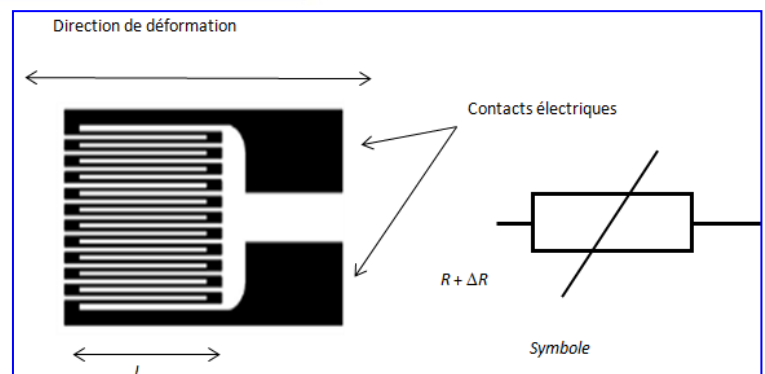 Direction de déformation
Contacts électriques
R + ΔR
Symbole